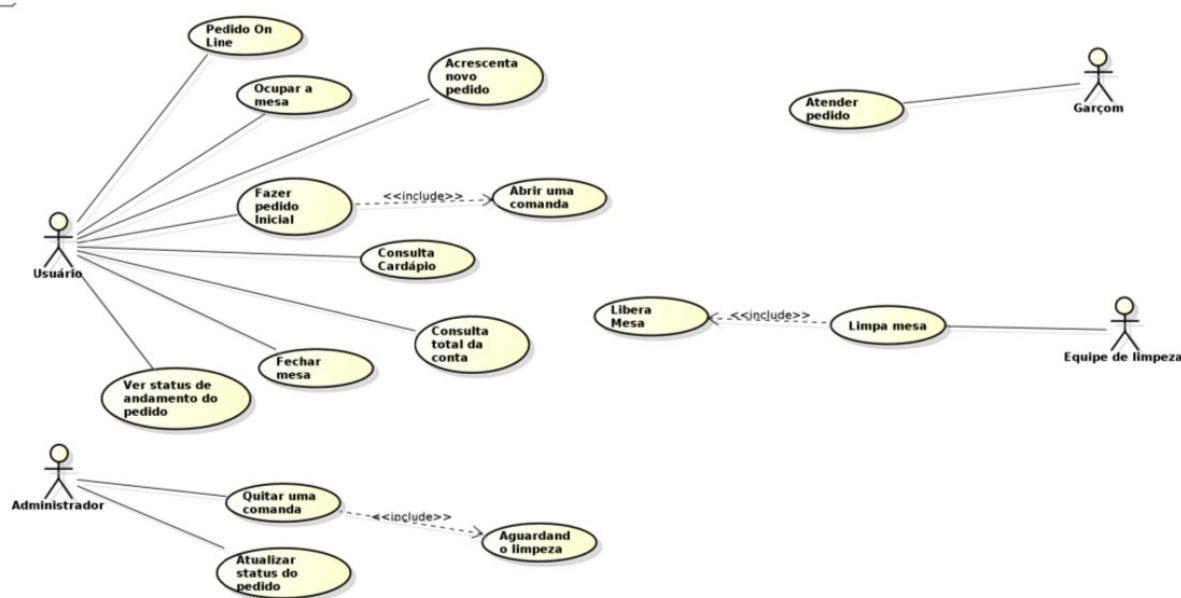 Pedido On
Line
Ocupar a
mesa
Acrescenta
novo
pedido
Atender
pedido
Garçom
Fazer
pedido
Inicial
<<include>>
Abrir uma
comanda
Usuário
Consulta
Cardápio
Consulta
total da
conta
Fechar
mesa
Ver status de
andamento do
pedido
Libera
Mesa
<<include>>
Limpa mesa
Equipe de limpeza
Administrador
Quitar uma
comanda
<<include>>
Aguardand
o limpeza
Atualizar
status do
pedido